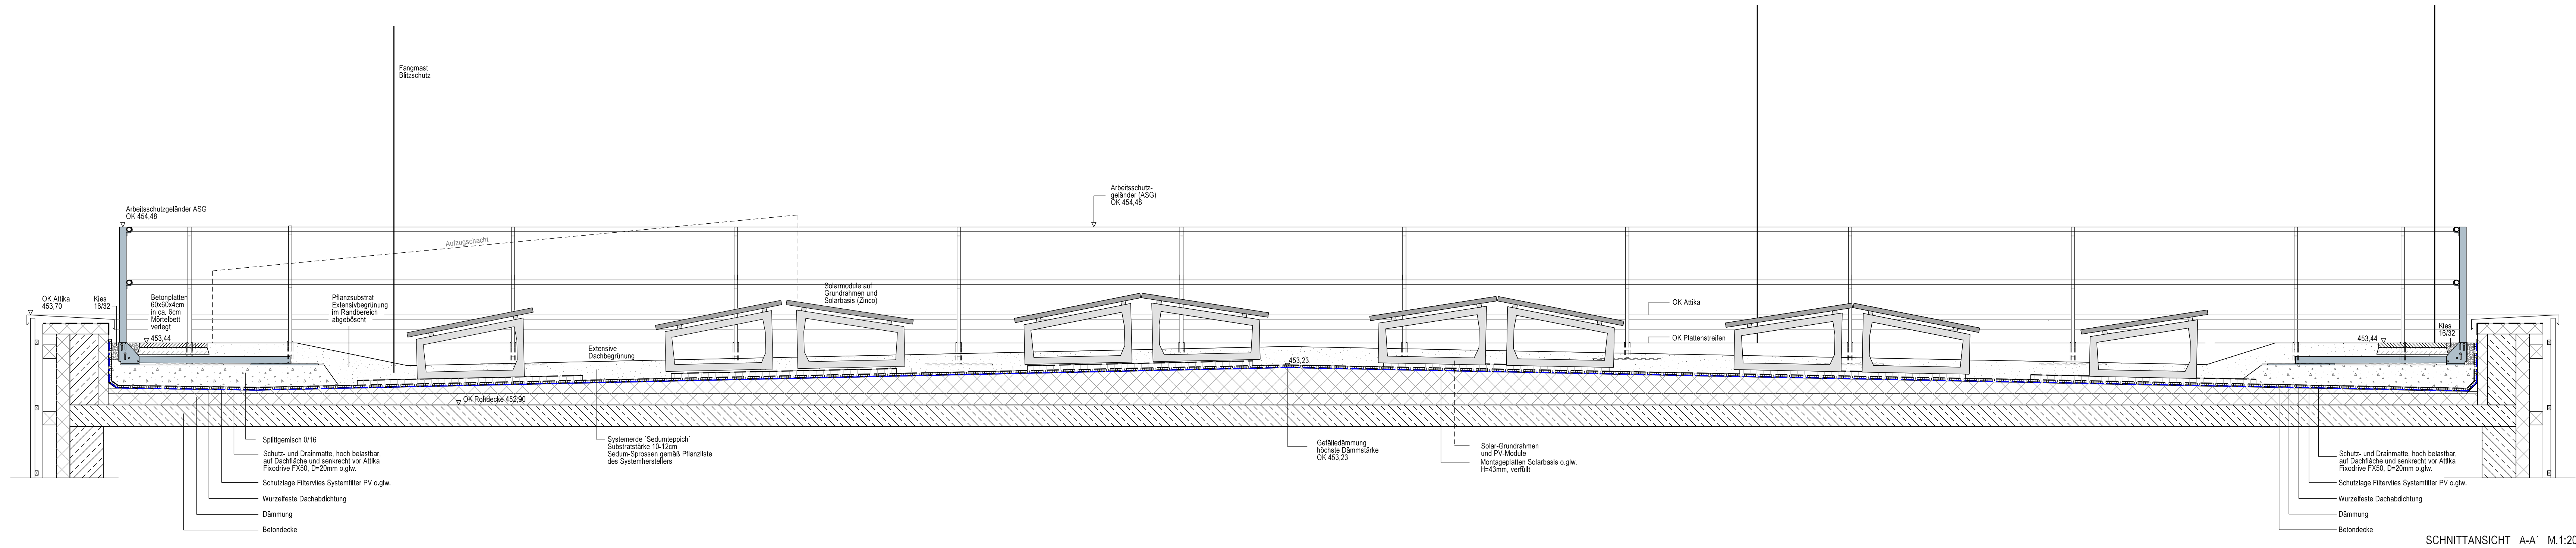 Fangmast
Blitzschutz
Arbeitsschutz-
geländer (ASG)
OK 454,48
Arbeitsschutzgeländer ASG
OK 454,48
Aufzugschacht
OK Attika
453,70
Kies
16/32
Betonplatten
60x60x4cm
in ca. 6cm
Mörtelbett
verlegt
453,44
Pflanzsubstrat
Extensivbegrünung
Im Randbereich
abgeböscht
Solarmodule auf
Grundrahmen und
Solarbasis (Zinco)
Extensive
Dachbegrünung
453,23
OK Attika
OK Plattenstreifen
453,44
Kies
16/32
OK Rohdecke 452,90
Splittgemisch 0/16
Schutz- und Drainmatte, hoch belastbar,
auf Dachfläche und senkrecht vor Attika
Fixodrive FX50, D=20mm o.glw.
Schutzlage Filtervlies Systemfilter PV o.glw.
Wurzelfeste Dachabdichtung
Dämmung
Betondecke
Systemerde ´Sedumteppich´
Substratstärke 10-12cm
Sedum-Sprossen gemäß Pflanzliste
des Systemherstellers
Gefälledämmung
höchste Dämmstärke
OK 453,23
Solar-Grundrahmen
und PV-Module
Montageplatten Solarbasis o.glw.
H=43mm, verfüllt
Schutz- und Drainmatte, hoch belastbar,
auf Dachfläche und senkrecht vor Attika
Fixodrive FX50, D=20mm o.glw.
Schutzlage Filtervlies Systemfilter PV o.glw.
Wurzelfeste Dachabdichtung
Dämmung
Betondecke
SCHNITTANSICHT A-A´ M.1:20